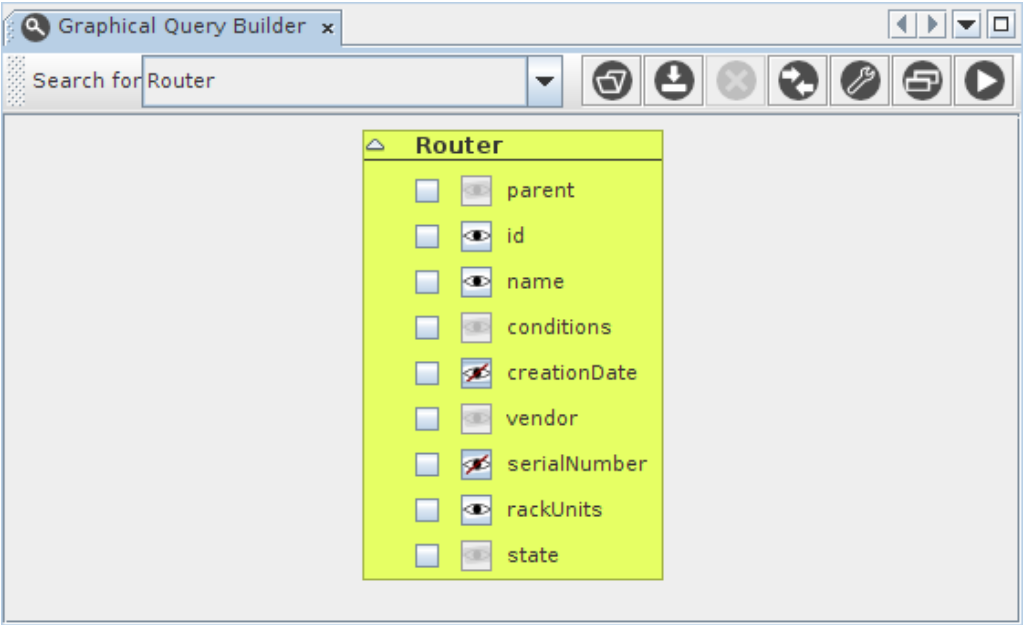 Graphical Query Builder x
Search for Router
Router
parent
id
name
conditions
creationDate
vendor
serialNumber
rackUnits
state